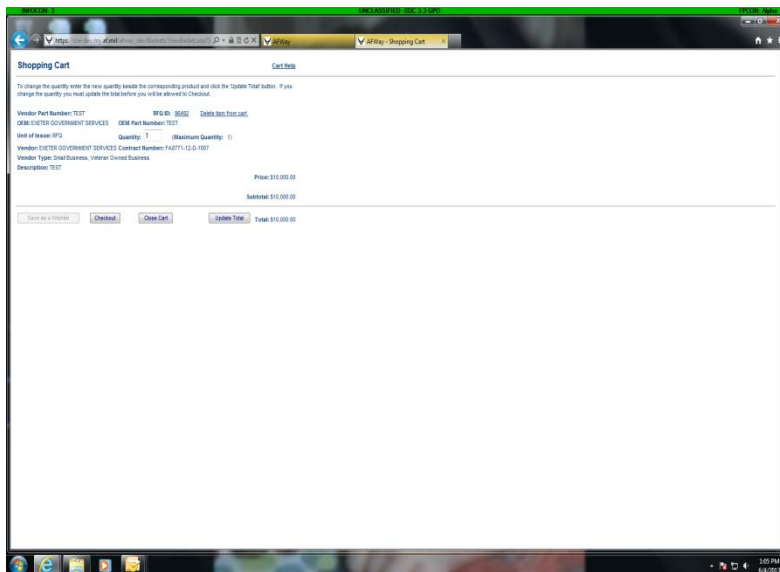 INFOCON: 3 UNCLASSIFIED -SDC 3.3 GPO FPCON: Alpha
AFWay AFWay - Shopping Cart
Shopping Cart Cart Help
To change the quantity enter the new quantity beside the corresponding product and click the 'Update Total' button. If you
change the quantity you must update the total before you will be allowed to Checkout.
Vendor Part Number: TEST RFQ ID: 86492 Delete item from cart.
OEM: EXETER GOVERNMENT SERVICES OEM Part Number: TEST
Unit of Issue: RFQ Quantity: 1 (Maximum Quantity: 1)
Vendor: EXETER GOVERNMENT SERVICES Contract Number: FA8771-12-D-1007
Vendor Type: Small Business, Veteran Owned Business
Description: TEST
Price: $10,000.00
Subtotal: $10,000.00
Save as a Wishlist Checkout Close Cart Update Total Total: $10,000.00
1:05 PM